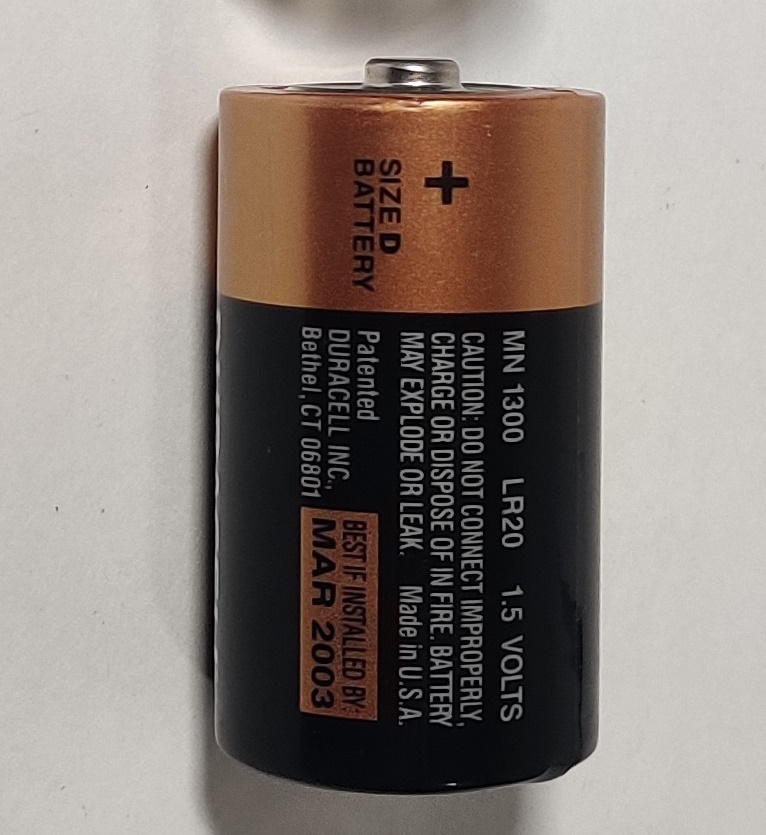 +
SIZE D
BATTERY
MN 1300 LR20 1.5 VOLTS
CAUTION: DO NOT CONNECT IMPROPERLY,
CHARGE OR DISPOSE OF IN FIRE. BATTERY
MAY EXPLODE OR LEAK. Made in U.S.A.
Patented
DURACELL INC.,
Bethel, CT 06801
BEST IF INSTALLED BY:
MAR 2003